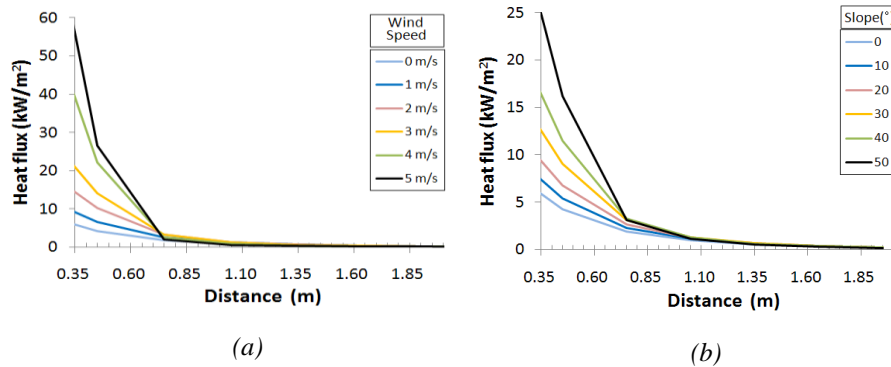 Heat flux (kW/m²)
60
50
40
30
20
10
0
0.35 0.60 0.85 1.10 1.35 1.60 1.85
Distance (m)
Wind
Speed
0 m/s
1 m/s
2 m/s
3 m/s
4 m/s
5 m/s
(a)
Heat flux (kW/m²)
25
20
15
10
5
0
0.35 0.60 0.85 1.10 1.35 1.60 1.85
Distance (m)
Slope(°)
0
10
20
30
40
50
(b)